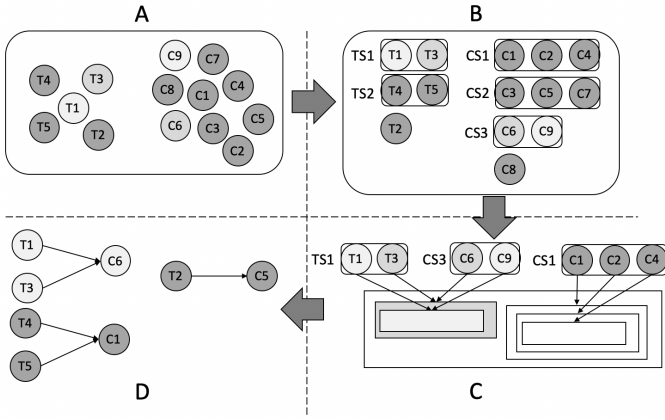 A
T4
T3
T1
T5
T2
C9
C7
C8
C1
C4
C6
C3
C5
C2
B
TS1 T1 T3 CS1 C1 C2 C4
TS2 T4 T5 CS2 C3 C5 C7
T2 CS3 C6 C9
C8
T1
C6
T3
T2 C5
T4
C1
T5
D
TS1 T1 T3 CS3 C6 C9 CS1 C1 C2 C4
C